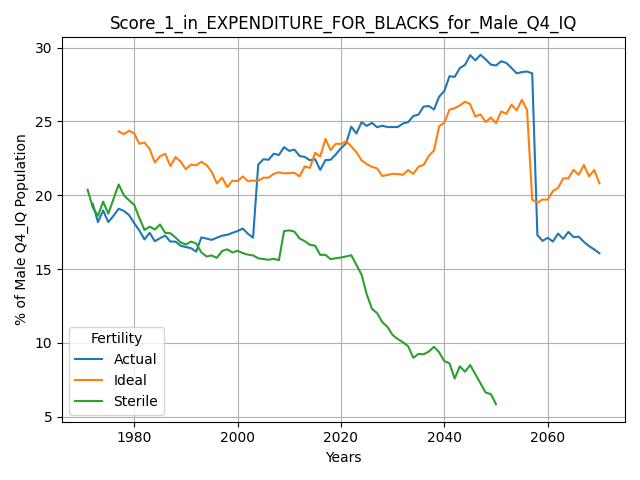 Score_1_in_EXPENDITURE_FOR_BLACKS_for_Male_Q4_IQ
30
25
20
15
10
5
% of Male Q4_IQ Population
Fertility
Actual
Ideal
Sterile
1980 2000 2020 2040 2060
Years